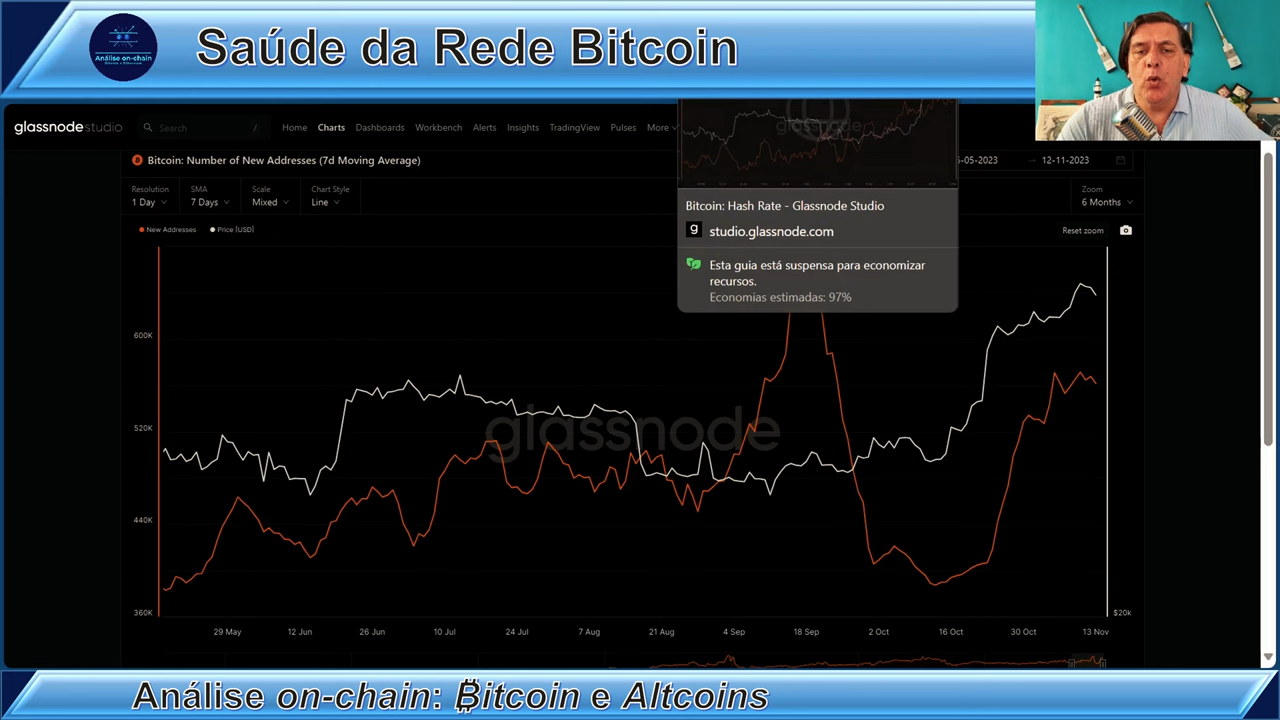 Saúde da Rede Bitcoin
Análise on-chain
glassnodestudio
Search
/
Home
Charts
Dashboards
Workbench
Alerts
Insights
TradingView
Pulses
More
glassnode
Bitcoin: Number of New Addresses (7d Moving Average)
-05-2023 → 12-11-2023
Resolution
1 Day
SMA
7 Days
Scale
Mixed
Chart Style
Line
Zoom
6 Months
Bitcoin: Hash Rate - Glassnode Studio
g studio.glassnode.com
Esta guia está suspensa para economizar
recursos.
Economias estimadas: 97%
New Addresses
Price [USD]
Reset zoom
600K
520K
440K
360K
$20k
glassnode
29 May
12 Jun
26 Jun
10 Jul
24 Jul
7 Aug
21 Aug
4 Sep
18 Sep
2 Oct
16 Oct
30 Oct
13 Nov
Análise on-chain: ₿itcoin e Altcoins